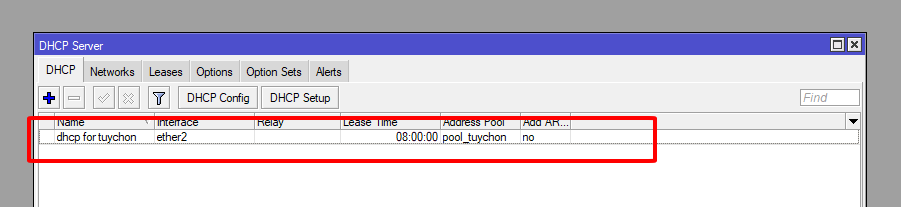 DHCP Server
DHCP Networks Leases Options Option Sets Alerts
DHCP Config DHCP Setup Find
Name Interface Relay Lease Time Address Pool Add AR...
dhcp for tuychon ether2 08:00:00 pool_tuychon no